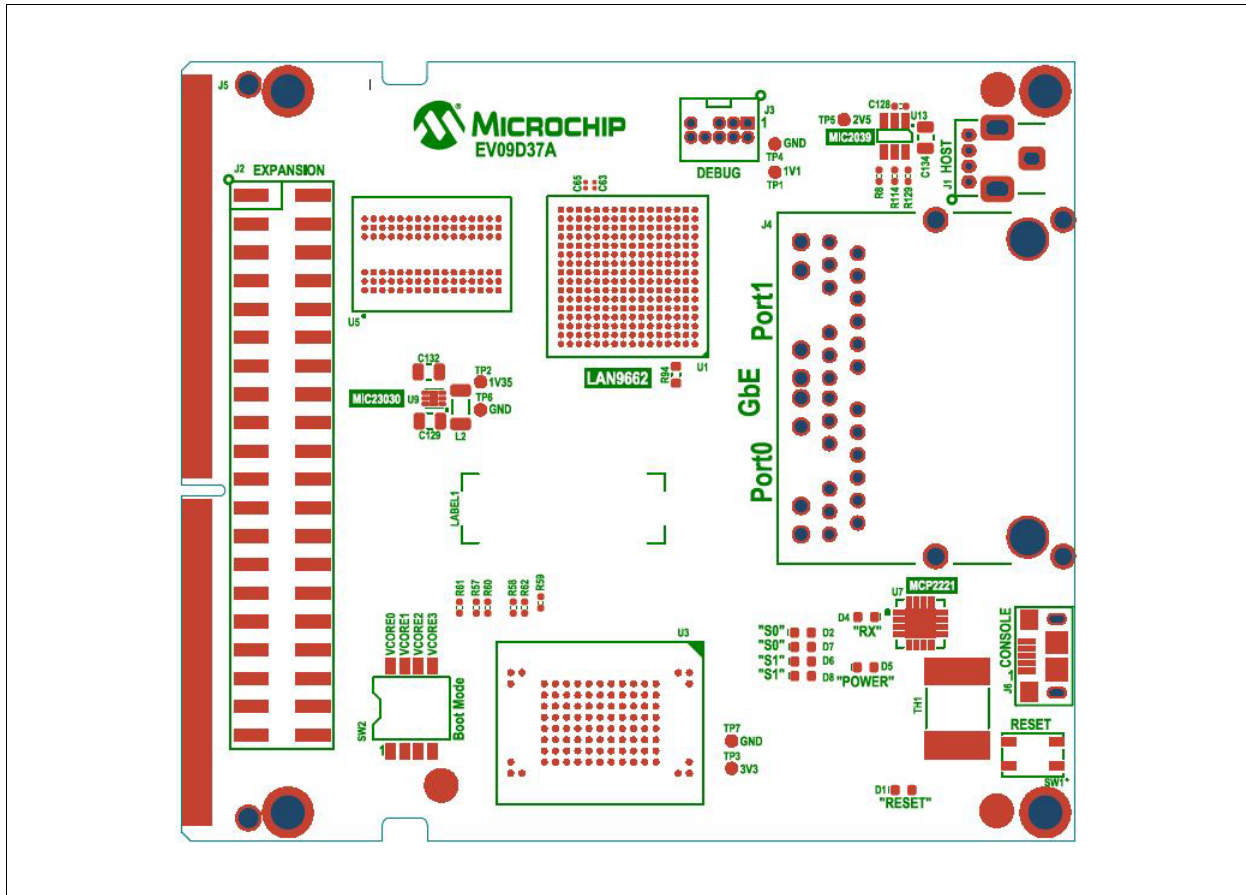 J5
MICROCHIP
®
EV09D37A
J3
1
DEBUG
GND
TP4
1V1
TP1
TP5
2V5
C128
U13
MIC2039
C134
R8
R114
R129
J1
HOST
J2
EXPANSION
C65
C63
U5
U1
LAN9662
R94
J4
Port1
GbE
Port0
C132
TP2
1V35
MIC23030
U9
TP6
GND
C129
L2
LABEL1
R61
R57
R60
R58
R62
R59
VCORE0
VCORE1
VCORE2
VCORE3
SW2
Boot Mode
1
U3
TP7
GND
TP3
3V3
"S0"
D2
"S0"
D7
"S1"
D6
"S1"
D8
D4
"RX"
D5
"POWER"
U7
MCP2221
TH1
CONSOLE
J6
1
RESET
SW1
D1
"RESET"